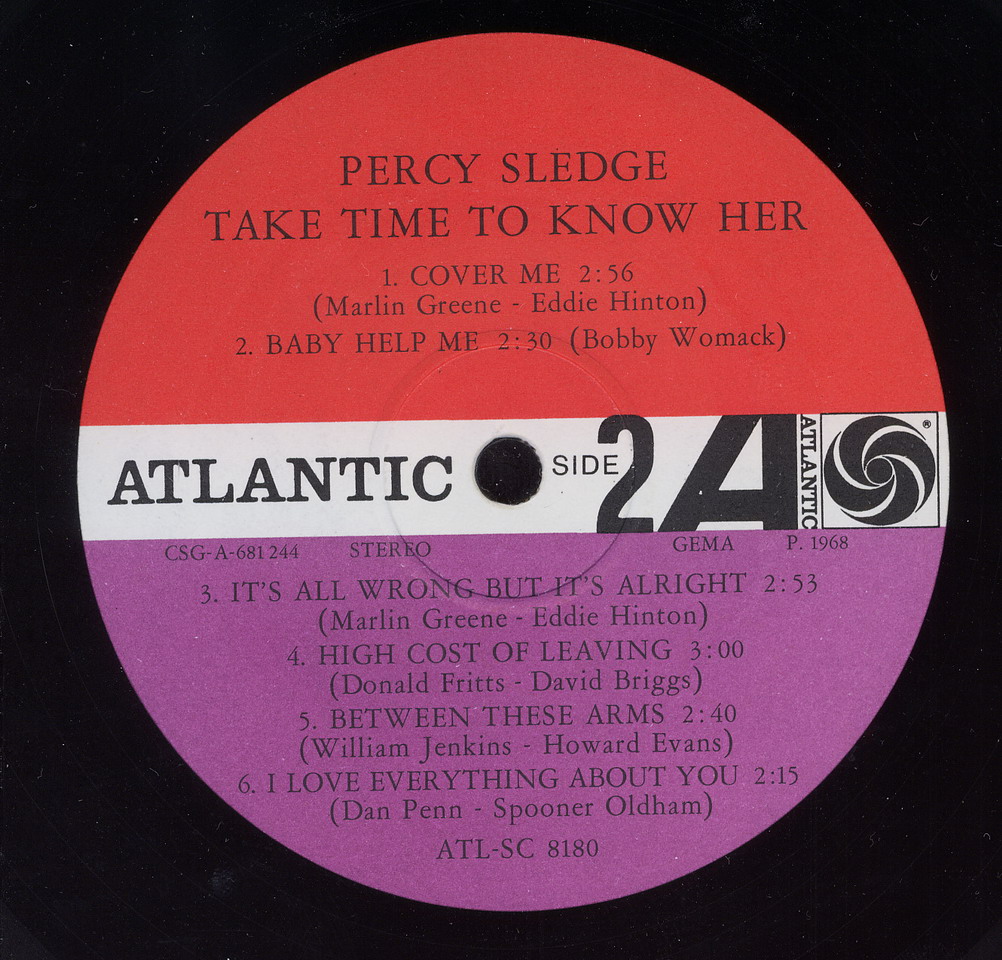 PERCY SLEDGE
TAKE TIME TO KNOW HER
1. COVER ME 2:56
(Marlin Greene - Eddie Hinton)
2. BABY HELP ME 2:30 (Bobby Womack)
ATLANTIC SIDE 2 A ATLANTIC ®
CSG-A-681244 STEREO GEMA P. 1968
3. IT'S ALL WRONG BUT IT'S ALRIGHT 2:53
(Marlin Greene - Eddie Hinton)
4. HIGH COST OF LEAVING 3:00
(Donald Fritts - David Briggs)
5. BETWEEN THESE ARMS 2:40
(William Jenkins - Howard Evans)
6. I LOVE EVERYTHING ABOUT YOU 2:15
(Dan Penn - Spooner Oldham)
ATL-SC 8180